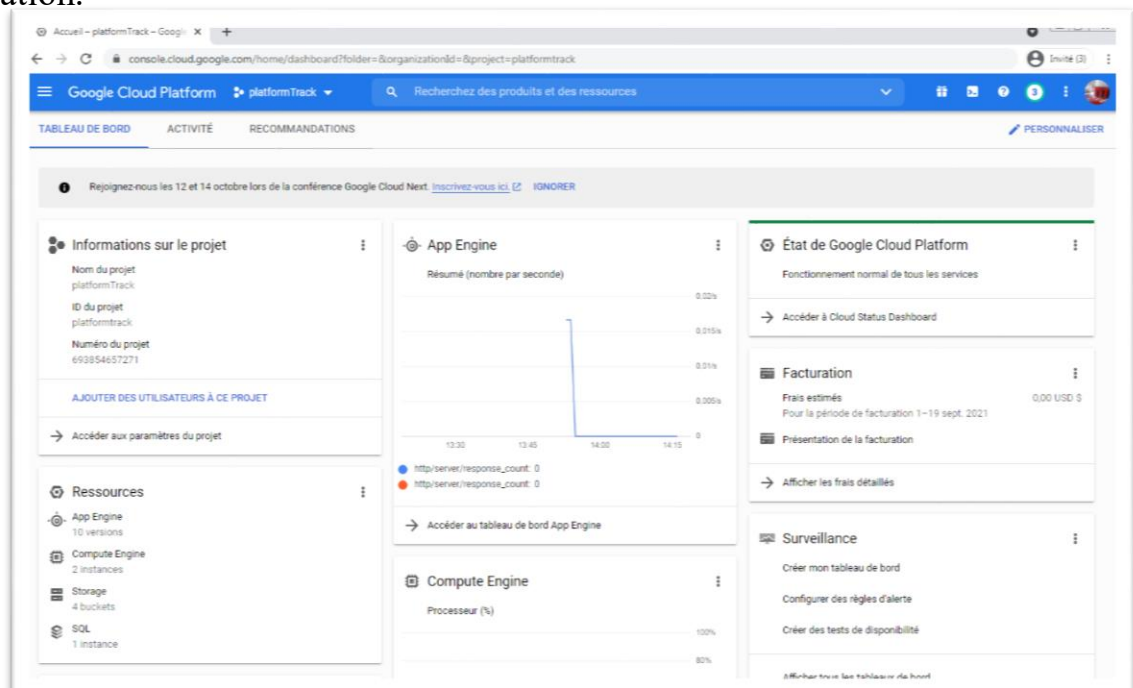 Accueil – platformTrack – Goog
console.cloud.google.com/home/dashboard?folder=&organizationId=&project=platformtrack
Invité (3)
Google Cloud Platform
platformTrack
Recherchez des produits et des ressources
3
TABLEAU DE BORD
ACTIVITÉ
RECOMMANDATIONS
PERSONNALISER
Rejoignez-nous les 12 et 14 octobre lors de la conférence Google Cloud Next. Inscrivez-vous ici. IGNORER
Informations sur le projet
Nom du projet
platformTrack
ID du projet
platformtrack
Numéro du projet
693854657271
AJOUTER DES UTILISATEURS À CE PROJET
Accéder aux paramètres du projet
Ressources
App Engine
10 versions
Compute Engine
2 instances
Storage
4 buckets
SQL
1 instance
App Engine
Résumé (nombre par seconde)
0.02/s
0.015/s
0.01/s
0.005/s
0
13:30 13:45 14:00 14:15
http/server/response_count: 0
http/server/response_count: 0
Accéder au tableau de bord App Engine
Compute Engine
Processeur (%)
100%
80%
État de Google Cloud Platform
Fonctionnement normal de tous les services
Accéder à Cloud Status Dashboard
Facturation
Frais estimés 0,00 USD $
Pour la période de facturation 1–19 sept. 2021
Présentation de la facturation
Afficher les frais détaillés
Surveillance
Créer mon tableau de bord
Configurer des règles d'alerte
Créer des tests de disponibilité
Afficher tous les tableaux de bord